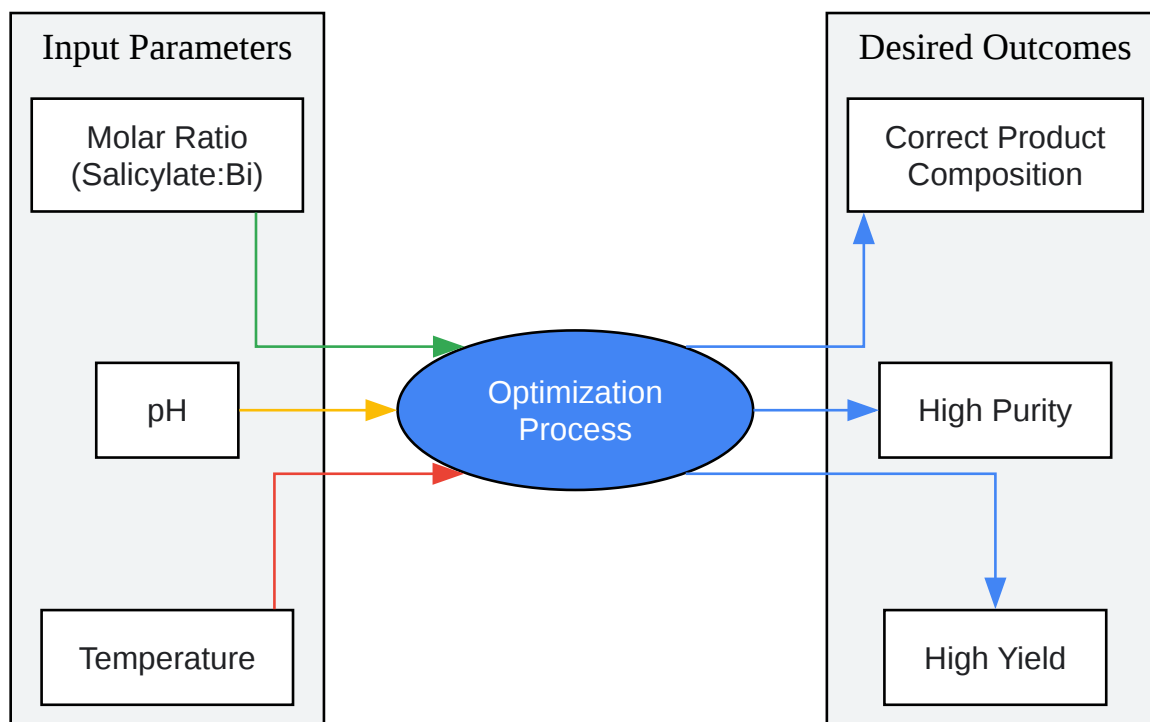 Input Parameters
Molar Ratio
(Salicylate:Bi)
pH
Temperature
Optimization
Process
Desired Outcomes
Correct Product
Composition
High Purity
High Yield